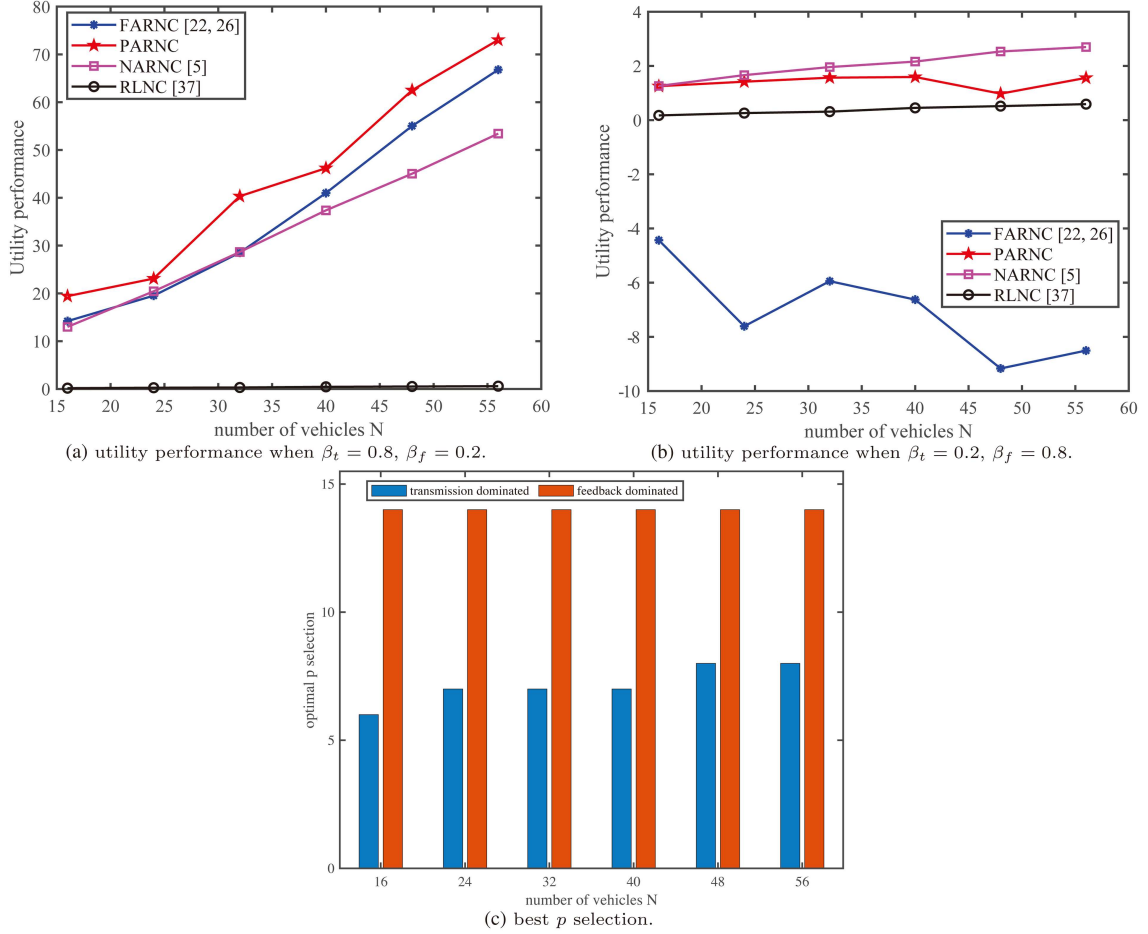 FARNC [22, 26]
PARNC
NARNC [5]
RLNC [37]
80
70
60
50
40
30
20
10
0
Utility performance
15 20 25 30 35 40 45 50 55 60
number of vehicles N
(a) utility performance when βt = 0.8, βf = 0.2.
4
2
0
-2
-4
-6
-8
-10
Utility performance
FARNC [22, 26]
PARNC
NARNC [5]
RLNC [37]
15 20 25 30 35 40 45 50 55 60
number of vehicles N
(b) utility performance when βt = 0.2, βf = 0.8.
transmission dominated feedback dominated
15
10
5
0
optimal p selection
16 24 32 40 48 56
number of vehicles N
(c) best p selection.